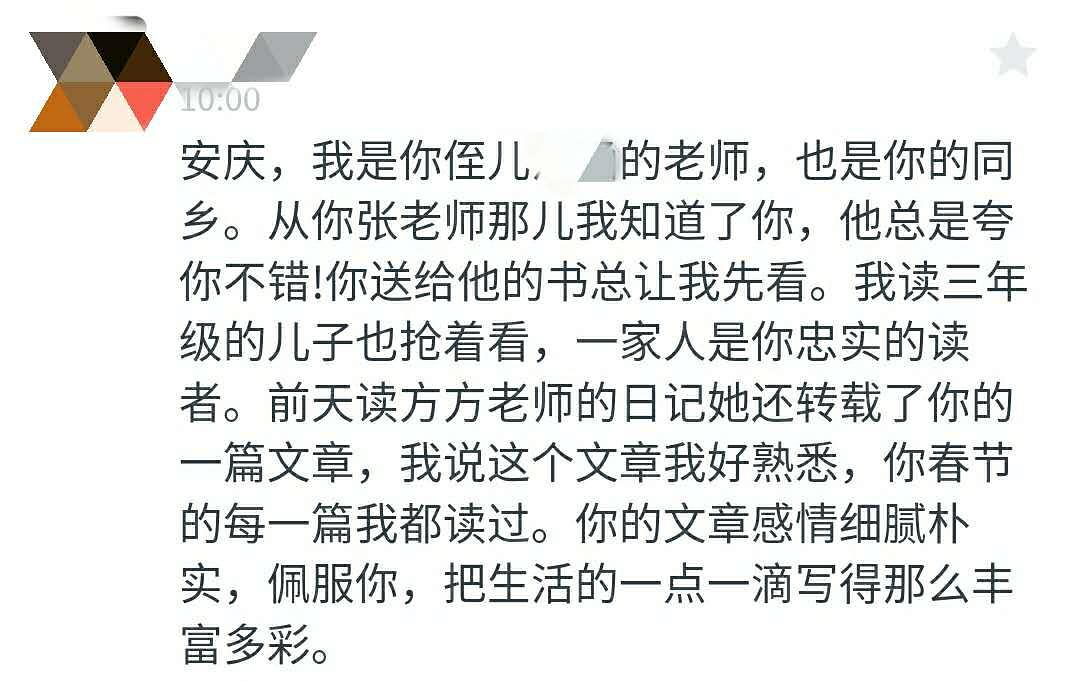 10:00
安庆，我是你侄儿的老师，也是你的同
乡。从你张老师那儿我知道了你，他总是夸
你不错!你送给他的书总让我先看。我读三年
级的儿子也抢着看，一家人是你忠实的读
者。前天读方方老师的日记她还转载了你的
一篇文章，我说这个文章我好熟悉，你春节
的每一篇我都读过。你的文章感情细腻朴
实，佩服你，把生活的一点一滴写得那么丰
富多彩。